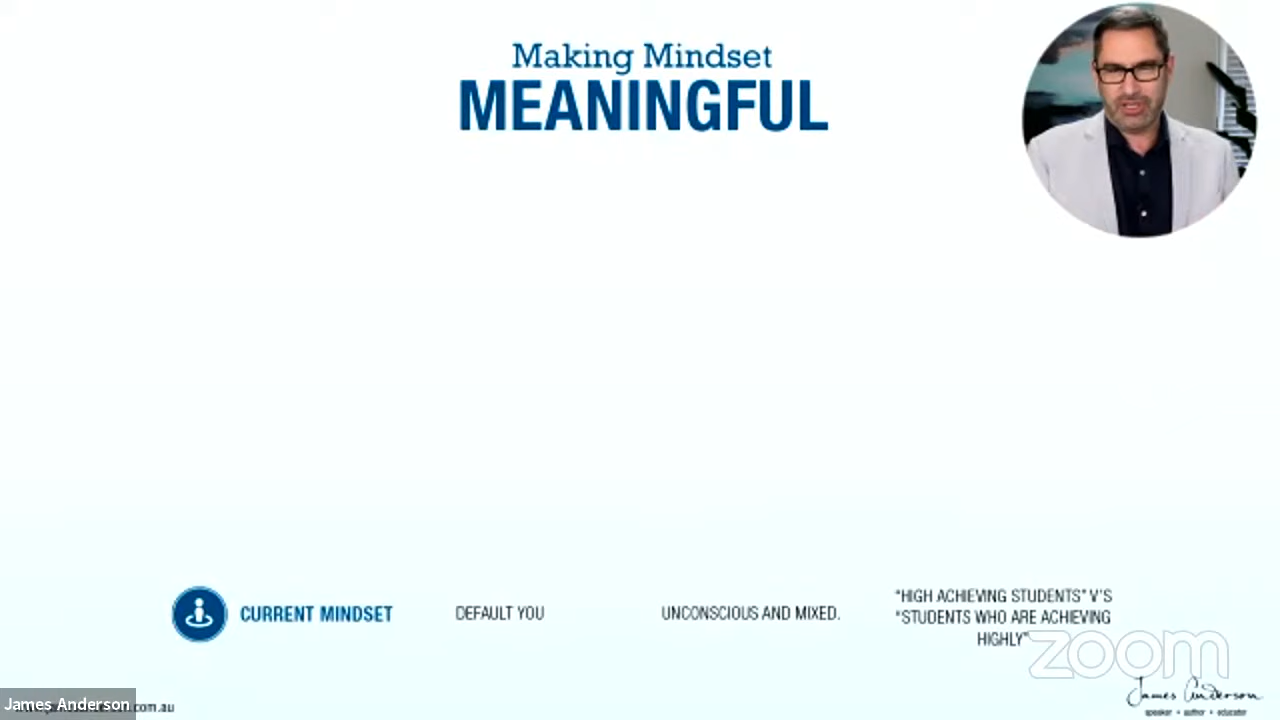 Making Mindset
MEANINGFUL
CURRENT MINDSET
DEFAULT YOU
UNCONSCIOUS AND MIXED.
"HIGH ACHIEVING STUDENTS" V'S
"STUDENTS WHO ARE ACHIEVING
HIGHLY"
zoom
James Anderson
speaker • author • educator
James Anderson
.com.au